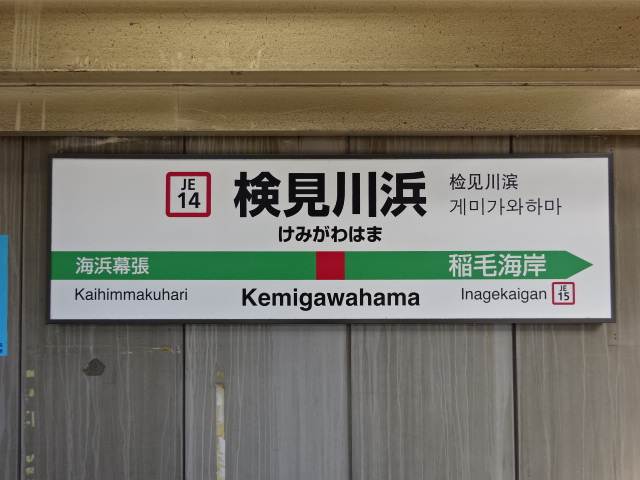 JE
14
検見川浜
检见川滨
게미가와하마
けみがわはま
海浜幕張
稲毛海岸
Kaihimmakuhari
Kemigawahama
Inagekaigan
JE
15